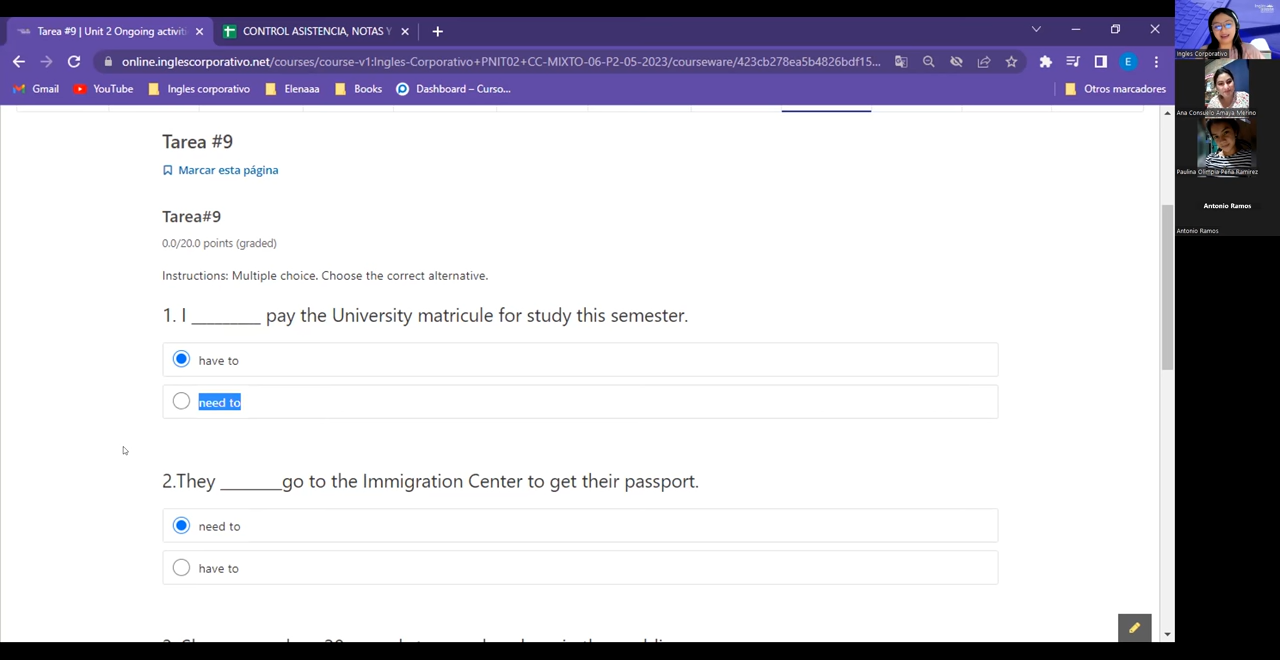 Tarea #9 | Unit 2 Ongoing activiti
CONTROL ASISTENCIA, NOTAS Y
online.inglescorporativo.net/courses/course-v1:Ingles-Corporativo+PNIT02+CC-MIXTO-06-P2-05-2023/courseware/423cb278ea5b4826bdf15...
E
Gmail
YouTube
Ingles corporativo
Elenaaa
Books
Dashboard – Curso...
Otros marcadores
Tarea #9
Marcar esta página
Tarea#9
0.0/20.0 points (graded)
Instructions: Multiple choice. Choose the correct alternative.
1. I _________ pay the University matricule for study this semester.
have to
need to
2.They _______go to the Immigration Center to get their passport.
need to
have to
Ingles Corporativo
Ana Consuelo Amaya Merino
Paulina Olimpia Peña Ramirez
Antonio Ramos
Antonio Ramos